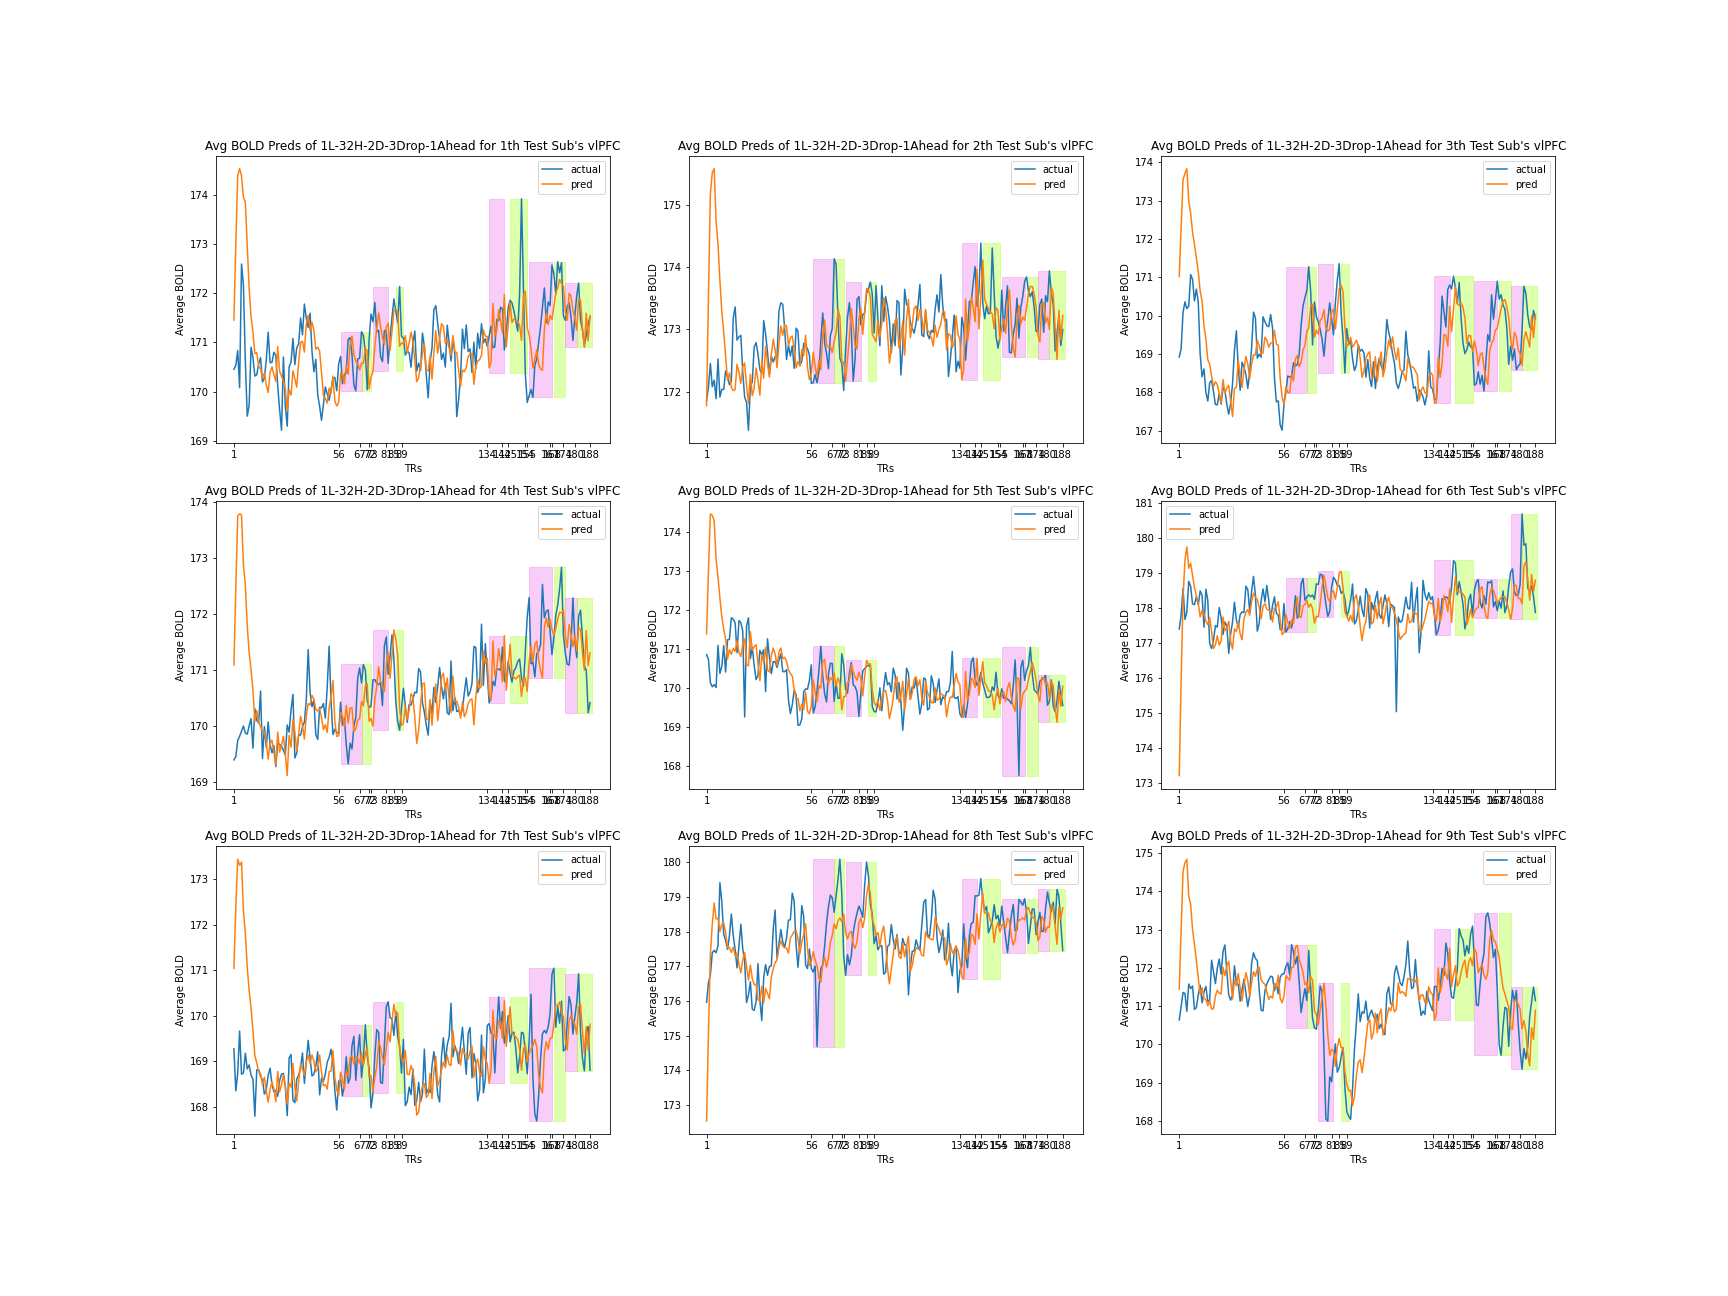 Avg BOLD Preds of 1L-32H-2D-3Drop-1Ahead for 1th Test Sub's vlPFC
Avg BOLD Preds of 1L-32H-2D-3Drop-1Ahead for 2th Test Sub's vlPFC
Avg BOLD Preds of 1L-32H-2D-3Drop-1Ahead for 3th Test Sub's vlPFC
actual
pred
actual
pred
actual
pred
174
173
172
171
170
169
Average BOLD
175
174
173
172
Average BOLD
174
173
172
171
170
169
168
167
Average BOLD
1 56
188
TRs
1 56
188
TRs
1 56
188
TRs
Avg BOLD Preds of 1L-32H-2D-3Drop-1Ahead for 4th Test Sub's vlPFC
Avg BOLD Preds of 1L-32H-2D-3Drop-1Ahead for 5th Test Sub's vlPFC
Avg BOLD Preds of 1L-32H-2D-3Drop-1Ahead for 6th Test Sub's vlPFC
actual
pred
actual
pred
actual
pred
174
173
172
171
170
169
Average BOLD
174
173
172
171
170
169
168
Average BOLD
181
180
179
178
177
176
175
174
173
Average BOLD
1 56
188
TRs
1 56
188
TRs
1 56
188
TRs
Avg BOLD Preds of 1L-32H-2D-3Drop-1Ahead for 7th Test Sub's vlPFC
Avg BOLD Preds of 1L-32H-2D-3Drop-1Ahead for 8th Test Sub's vlPFC
Avg BOLD Preds of 1L-32H-2D-3Drop-1Ahead for 9th Test Sub's vlPFC
actual
pred
actual
pred
actual
pred
173
172
171
170
169
168
Average BOLD
180
179
178
177
176
175
174
173
Average BOLD
175
174
173
172
171
170
169
168
Average BOLD
1 56
188
TRs
1 56
188
TRs
1 56
188
TRs